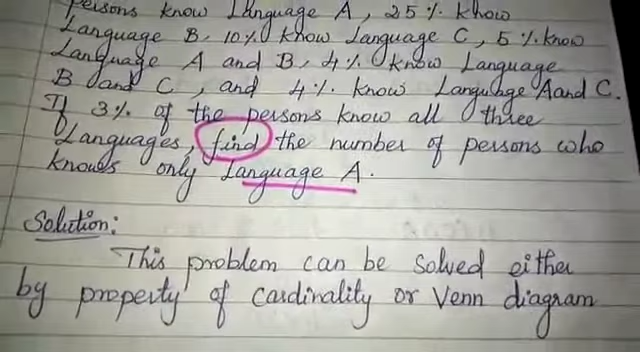 persons know Language A, 25% know
Language B, 10% know Language C, 5% know
Language A and B, 4% know Language
B and C, and 4% know Language A and C.
If 3% of the persons know all three
Languages, find the number of persons who
knows only Language A.
Solution:
This problem can be solved either
by property of cardinality or Venn diagram